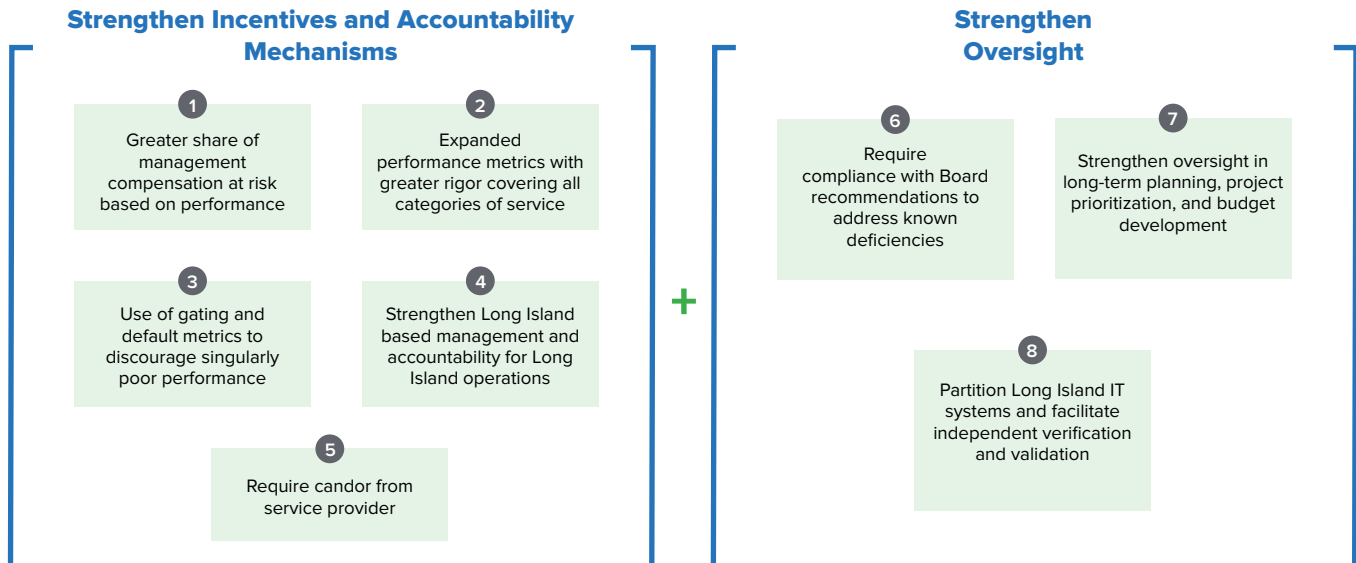 Strengthen Incentives and Accountability
Mechanisms
1
Greater share of
management
compensation at risk
based on performance
2
Expanded
performance metrics with
greater rigor covering all
categories of service
3
Use of gating and
default metrics to
discourage singularly
poor performance
4
Strengthen Long Island
based management and
accountability for Long
Island operations
5
Require candor from
service provider
+
Strengthen
Oversight
6
Require
compliance with Board
recommendations to
address known
deficiencies
7
Strengthen oversight in
long-term planning, project
prioritization, and budget
development
8
Partition Long Island IT
systems and facilitate
independent verification
and validation